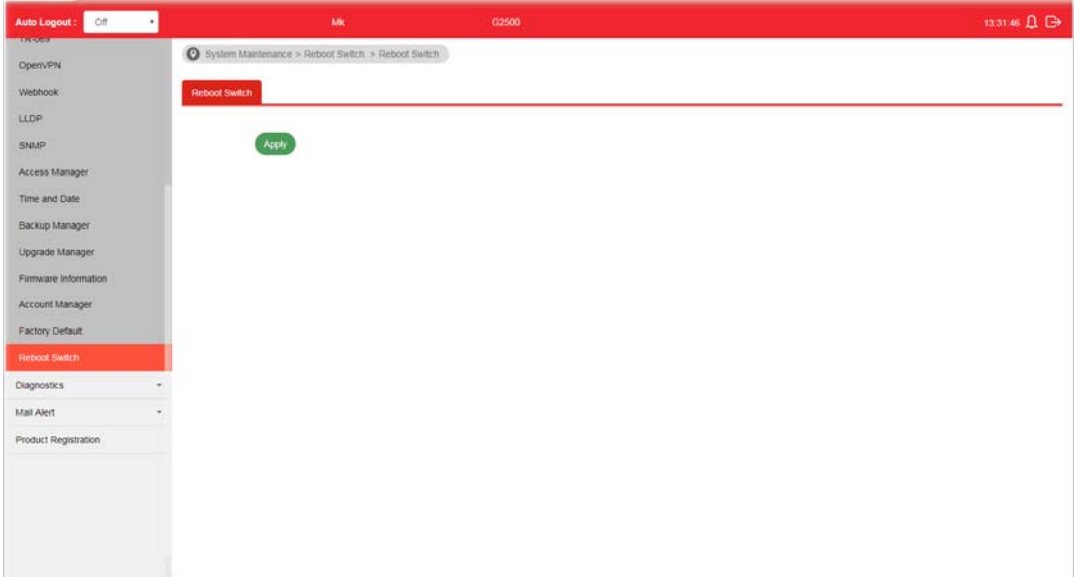 Auto Logout : Off Mk G2500 13:31:46
TR-069
OpenVPN
Webhook
LLDP
SNMP
Access Manager
Time and Date
Backup Manager
Upgrade Manager
Firmware Information
Account Manager
Factory Default
Reboot Switch
Diagnostics
Mail Alert
Product Registration
System Maintenance > Reboot Switch > Reboot Switch
Reboot Switch
Apply